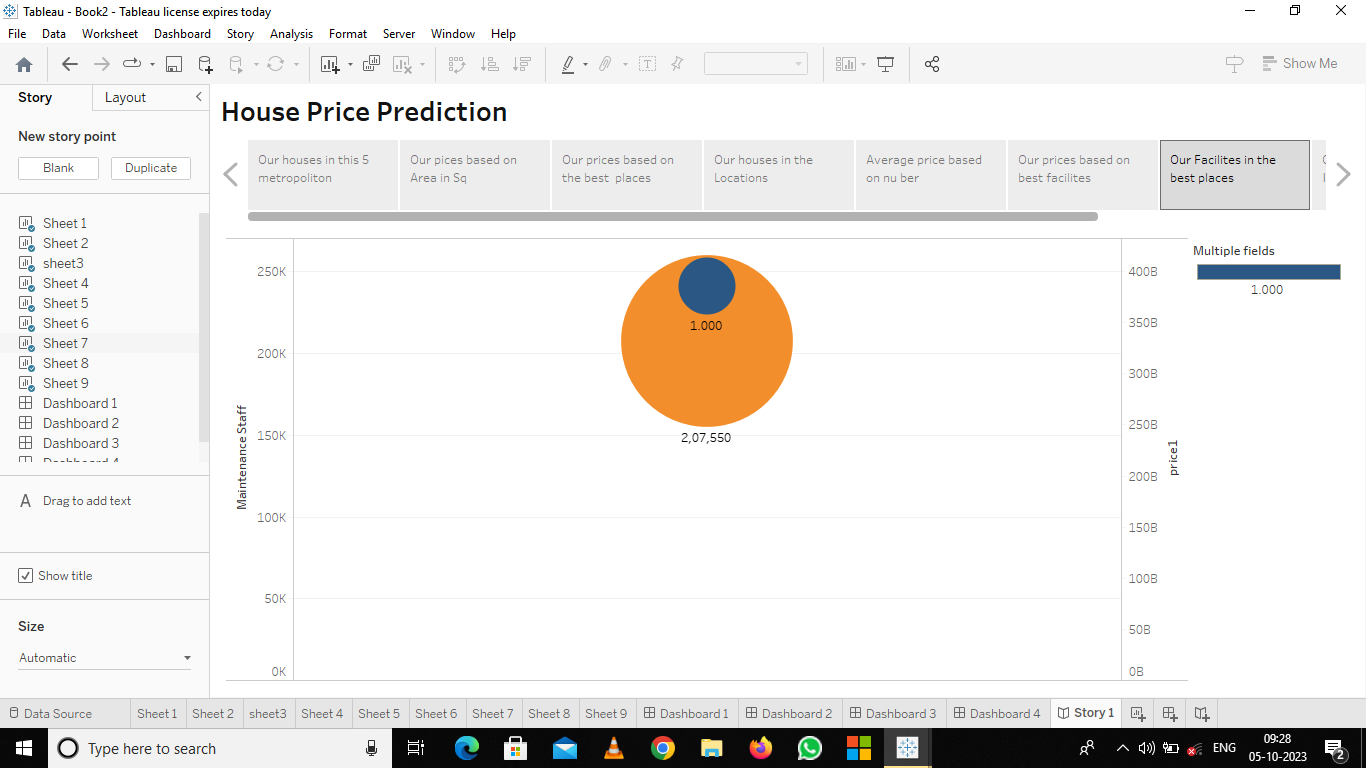 Tableau - Book2 - Tableau license expires today
File Data Worksheet Dashboard Story Analysis Format Server Window Help
Show Me
Story Layout
New story point
Blank Duplicate
Sheet 1
Sheet 2
sheet3
Sheet 4
Sheet 5
Sheet 6
Sheet 7
Sheet 8
Sheet 9
Dashboard 1
Dashboard 2
Dashboard 3
A Drag to add text
Show title
Size
Automatic
House Price Prediction
Our houses in this 5
metropoliton
Our pices based on
Area in Sq
Our prices based on
the best places
Our houses in the
Locations
Average price based
on nu ber
Our prices based on
best facilites
Our Facilites in the
best places
Maintenance Staff
250K
200K
150K
100K
50K
0K
1.000
2,07,550
400B
350B
300B
250B
200B
150B
100B
50B
0B
price1
Multiple fields
1.000
Data Source Sheet 1 Sheet 2 sheet3 Sheet 4 Sheet 5 Sheet 6 Sheet 7 Sheet 8 Sheet 9 Dashboard 1 Dashboard 2 Dashboard 3 Dashboard 4 Story 1
Type here to search
ENG
09:28
05-10-2023
2